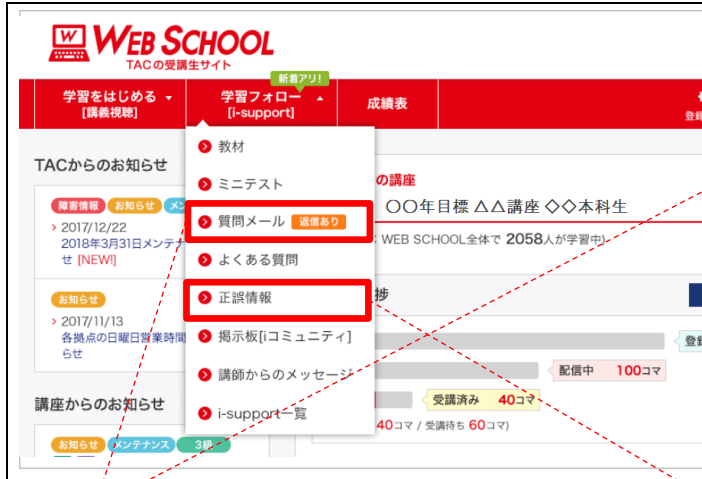 WEB SCHOOL
TACの受講生サイト
新着アリ!
学習をはじめる
[講義視聴]
学習フォロー
[i-support]
成績表
登録
TACからのお知らせ
障害情報 お知らせ
2017/12/22
2018年3月31日メンテナ
せ [NEW!]
お知らせ
2017/11/13
各拠点の日曜日営業時間
らせ
講座からのお知らせ
お知らせ メンテナンス 3級
教材
ミニテスト
質問メール 返信あり
よくある質問
正誤情報
掲示板[iコミュニティ]
講師からのメッセージ
i-support一覧
の講座
〇〇年目標 △△講座 ◇◇本科生
WEB SCHOOL全体で 2058人が学習中)
捗
登録
配信中 100コマ
受講済み 40コマ
40コマ / 受講待ち 60コマ)